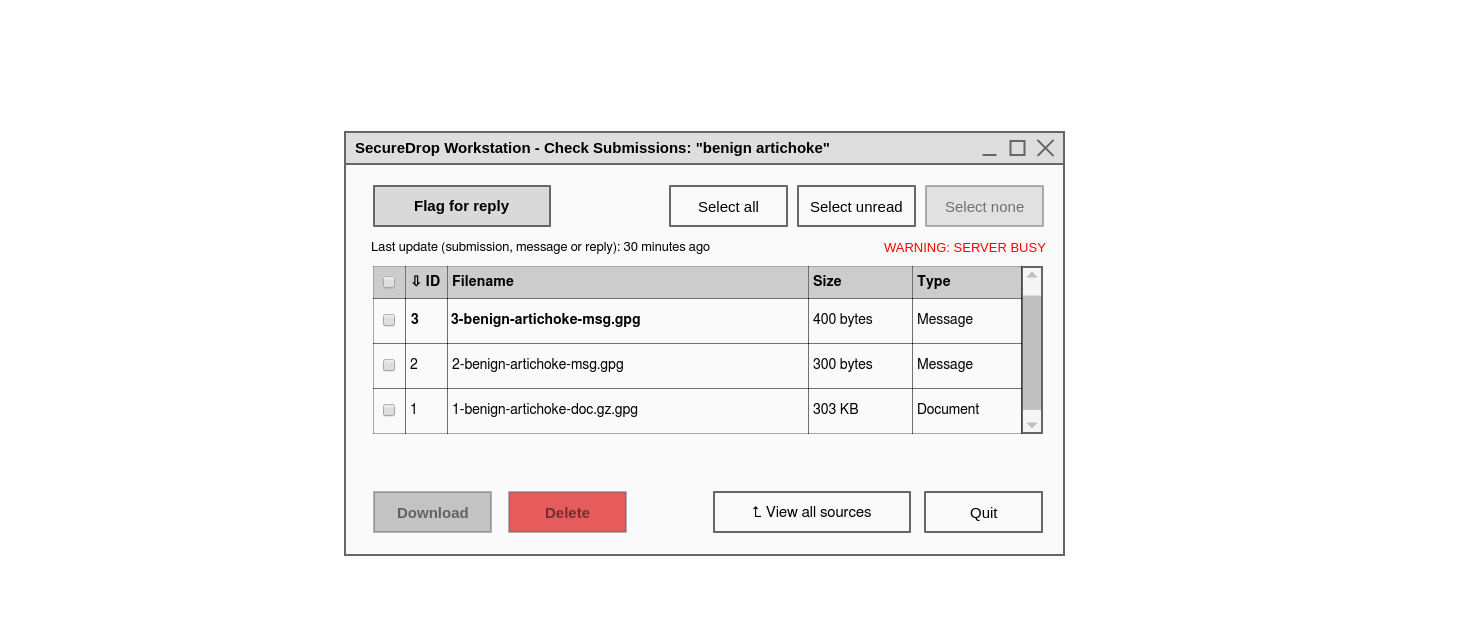 SecureDrop Workstation - Check Submissions: "benign artichoke"
Flag for reply Select all Select unread Select none
Last update (submission, message or reply): 30 minutes ago WARNING: SERVER BUSY
⇩ ID Filename Size Type
3 3-benign-artichoke-msg.gpg 400 bytes Message
2 2-benign-artichoke-msg.gpg 300 bytes Message
1 1-benign-artichoke-doc.gz.gpg 303 KB Document
Download Delete ⮤ View all sources Quit